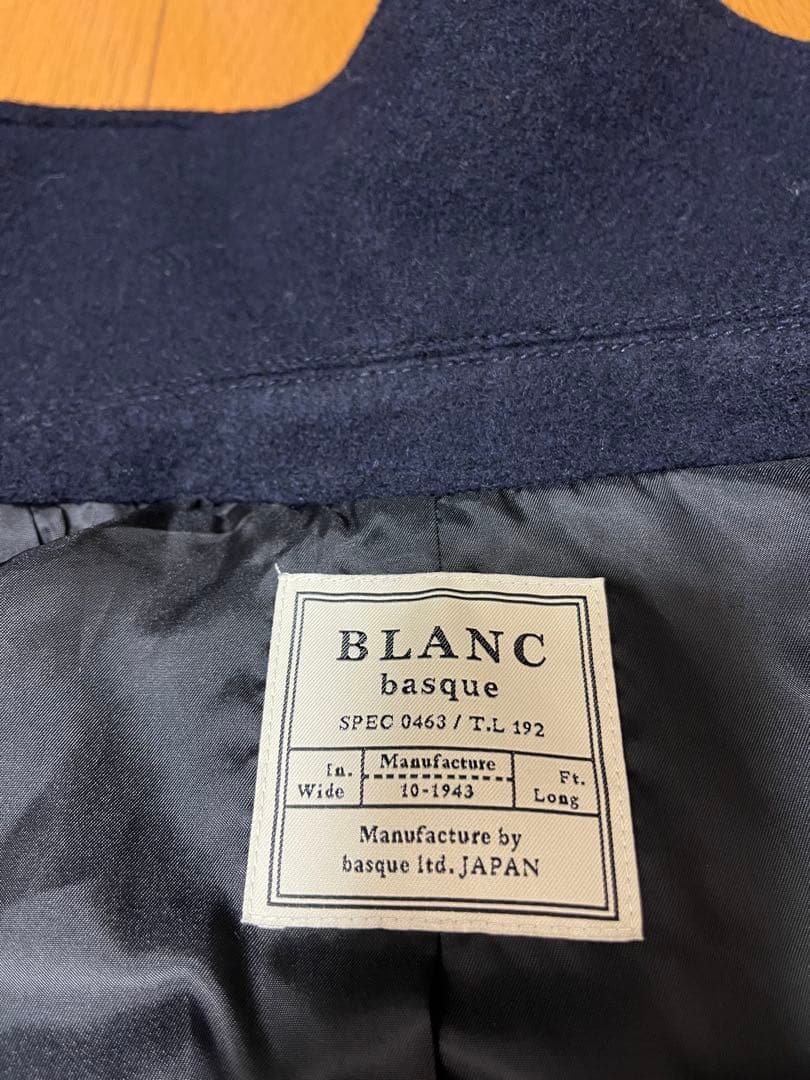 BLANC
basque
SPEC 0463 / T.L 192
In.
Wide
Manufacture
10-1943
Ft.
Long
Manufacture by
basque ltd. JAPAN